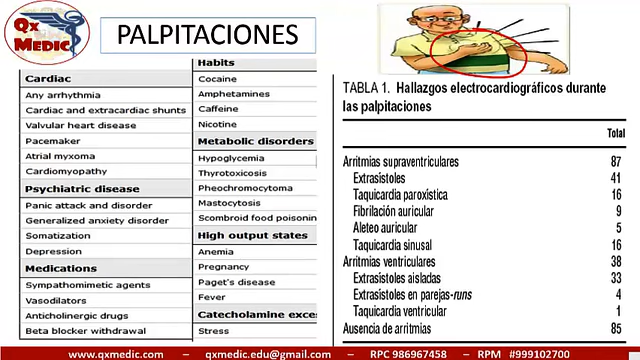 Qx
MEDIC
PALPITACIONES
Cardiac
Any arrhythmia
Cardiac and extracardiac shunts
Valvular heart disease
Pacemaker
Atrial myxoma
Cardiomyopathy
Psychiatric disease
Panic attack and disorder
Generalized anxiety disorder
Somatization
Depression
Medications
Sympathomimetic agents
Vasodilators
Anticholinergic drugs
Beta blocker withdrawal
Habits
Cocaine
Amphetamines
Caffeine
Nicotine
Metabolic disorders
Hypoglycemia
Thyrotoxicosis
Pheochromocytoma
Mastocytosis
Scombroid food poisonin
High output states
Anemia
Pregnancy
Paget's disease
Fever
Catecholamine exces
Stress
TABLA 1. Hallazgos electrocardiográficos durante
las palpitaciones
Total
Arritmias supraventriculares 87
Extrasístoles 41
Taquicardia paroxística 16
Fibrilación auricular 9
Aleteo auricular 5
Taquicardia sinusal 16
Arritmias ventriculares 38
Extrasístoles aisladas 33
Extrasístoles en parejas-runs 4
Taquicardia ventricular 1
Ausencia de arritmias 85
www.qxmedic.com – qxmedic.edu@gmail.com – RPC 986967458 – RPM #999102700